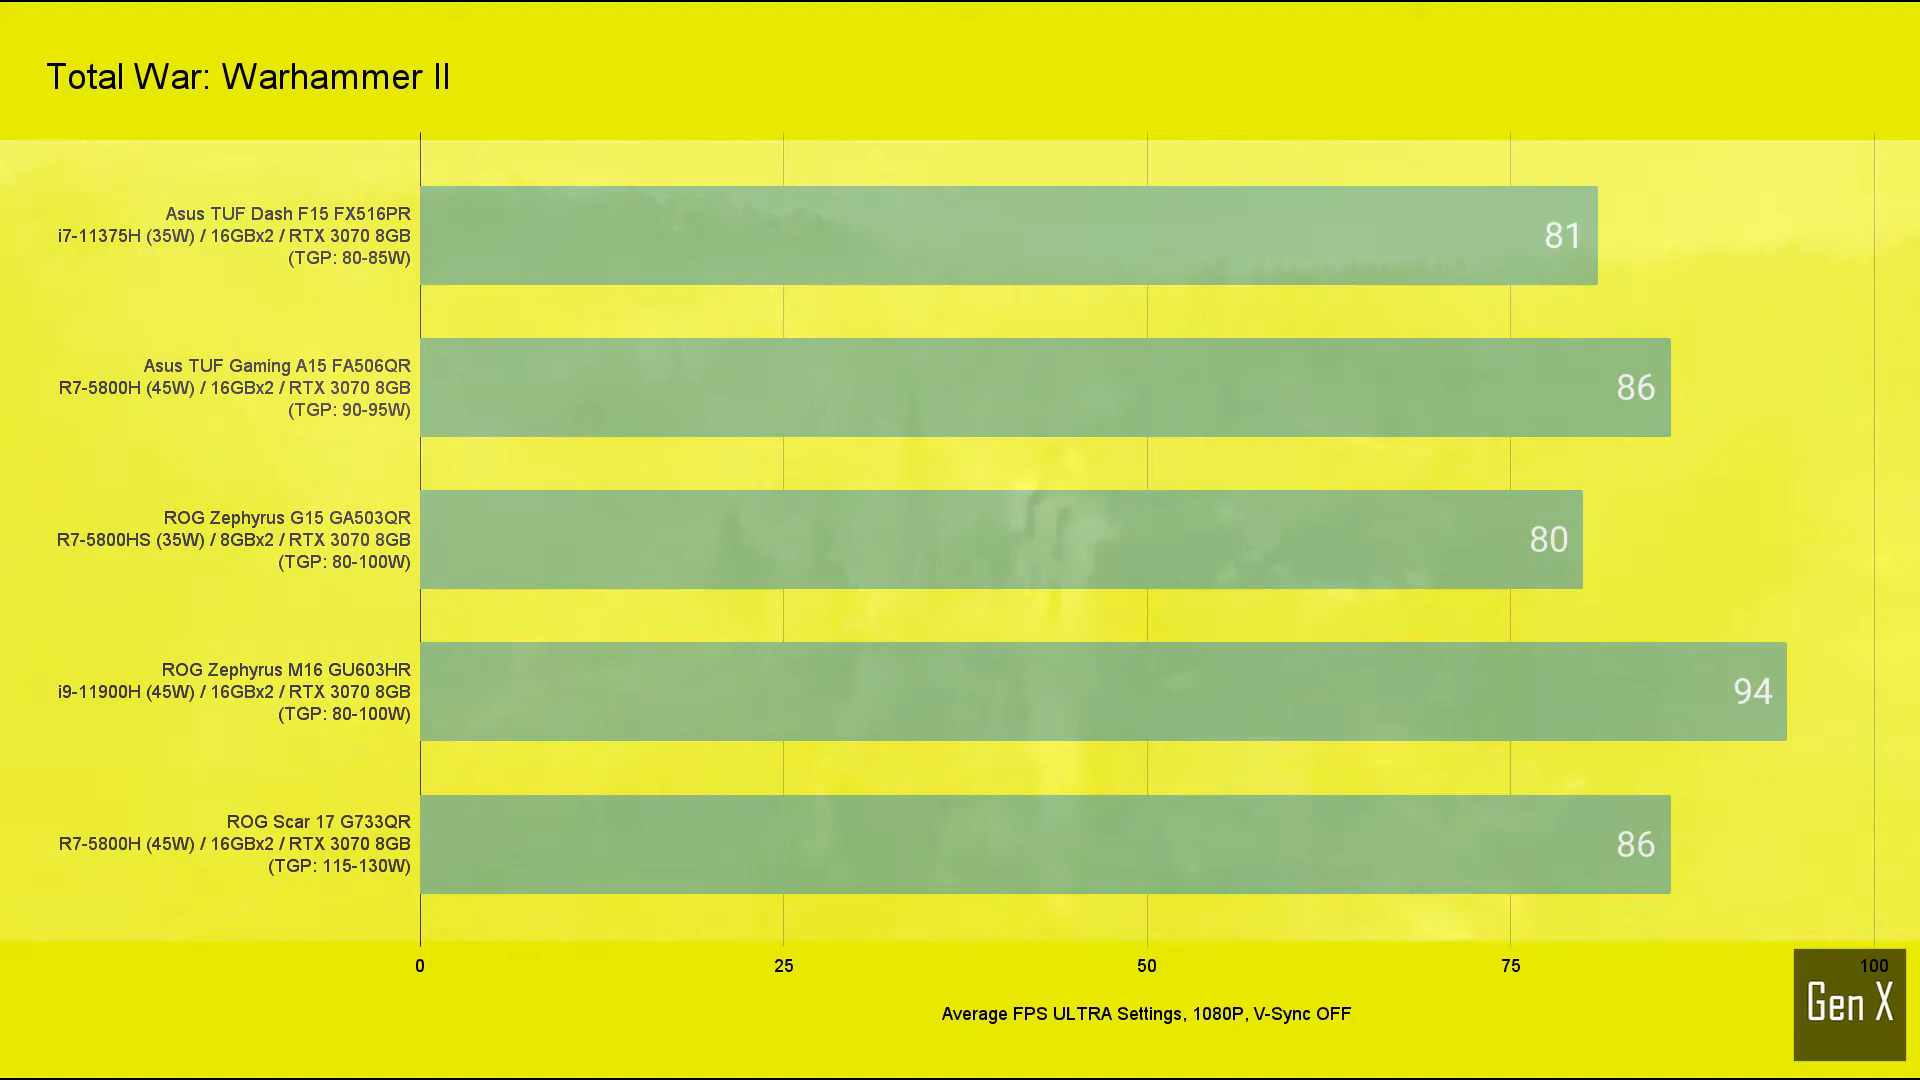 Total War: Warhammer II
Asus TUF Dash F15 FX516PR
i7-11375H (35W) / 16GBx2 / RTX 3070 8GB
(TGP: 80-85W)
81
Asus TUF Gaming A15 FA506QR
R7-5800H (45W) / 16GBx2 / RTX 3070 8GB
(TGP: 90-95W)
86
ROG Zephyrus G15 GA503QR
R7-5800HS (35W) / 8GBx2 / RTX 3070 8GB
(TGP: 80-100W)
80
ROG Zephyrus M16 GU603HR
i9-11900H (45W) / 16GBx2 / RTX 3070 8GB
(TGP: 80-100W)
94
ROG Scar 17 G733QR
R7-5800H (45W) / 16GBx2 / RTX 3070 8GB
(TGP: 115-130W)
86
0 25 50 75 100
Average FPS ULTRA Settings, 1080P, V-Sync OFF
Gen X